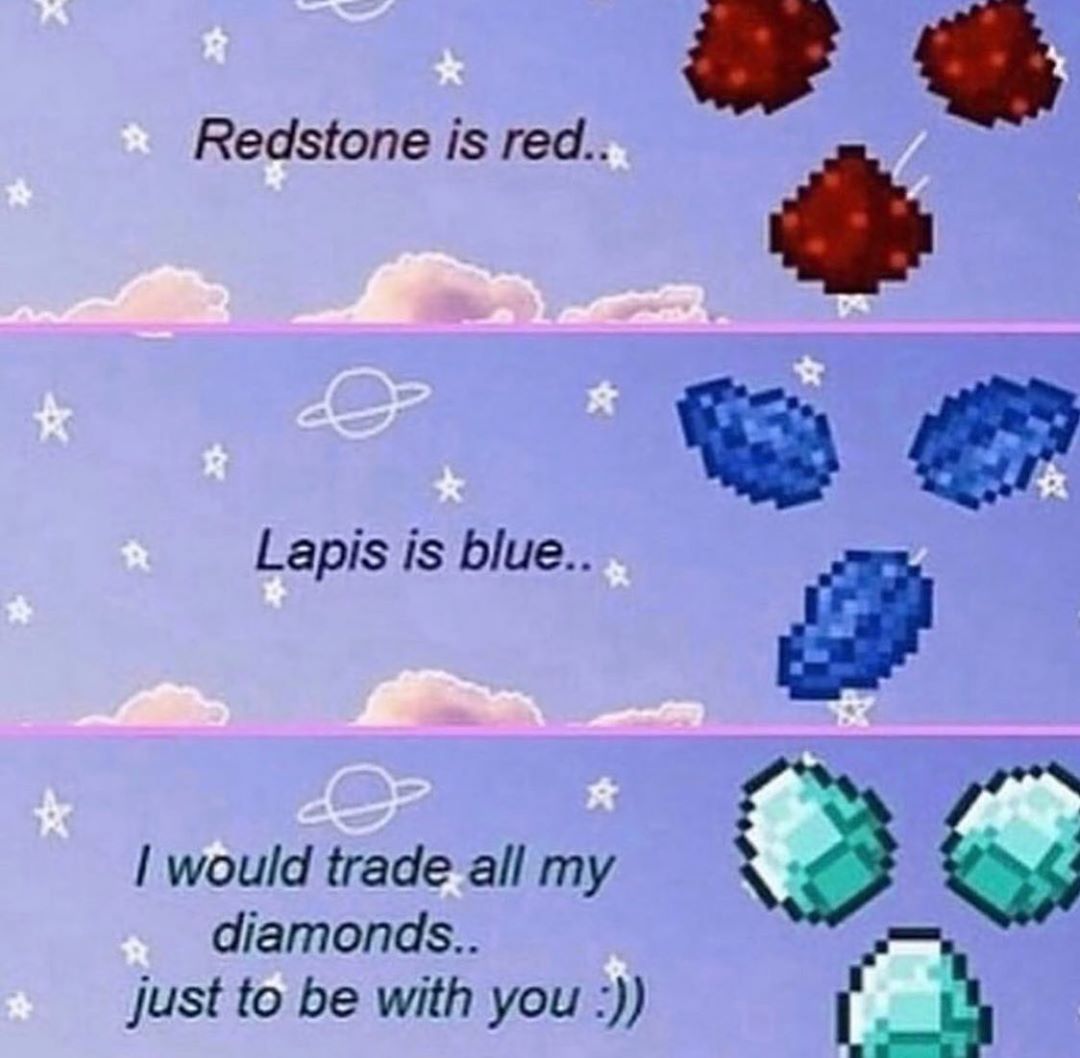 Redstone is red..
Lapis is blue..
I would trade all my
diamonds..
just to be with you :))